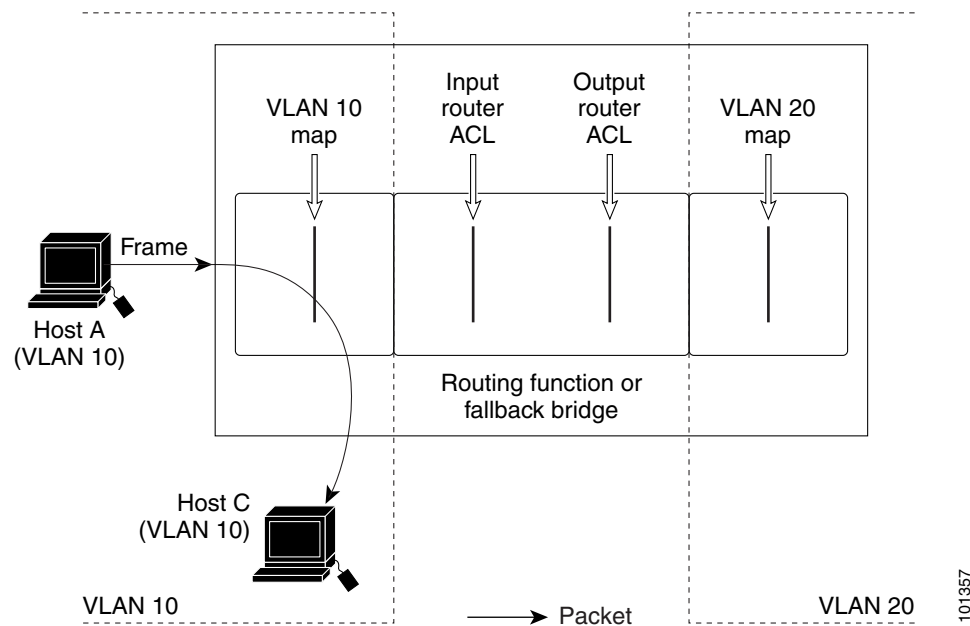 VLAN 10
map
Input
router
ACL
Output
router
ACL
VLAN 20
map
Frame
Host A
(VLAN 10)
Routing function or
fallback bridge
Host C
(VLAN 10)
VLAN 10
Packet
VLAN 20
101357